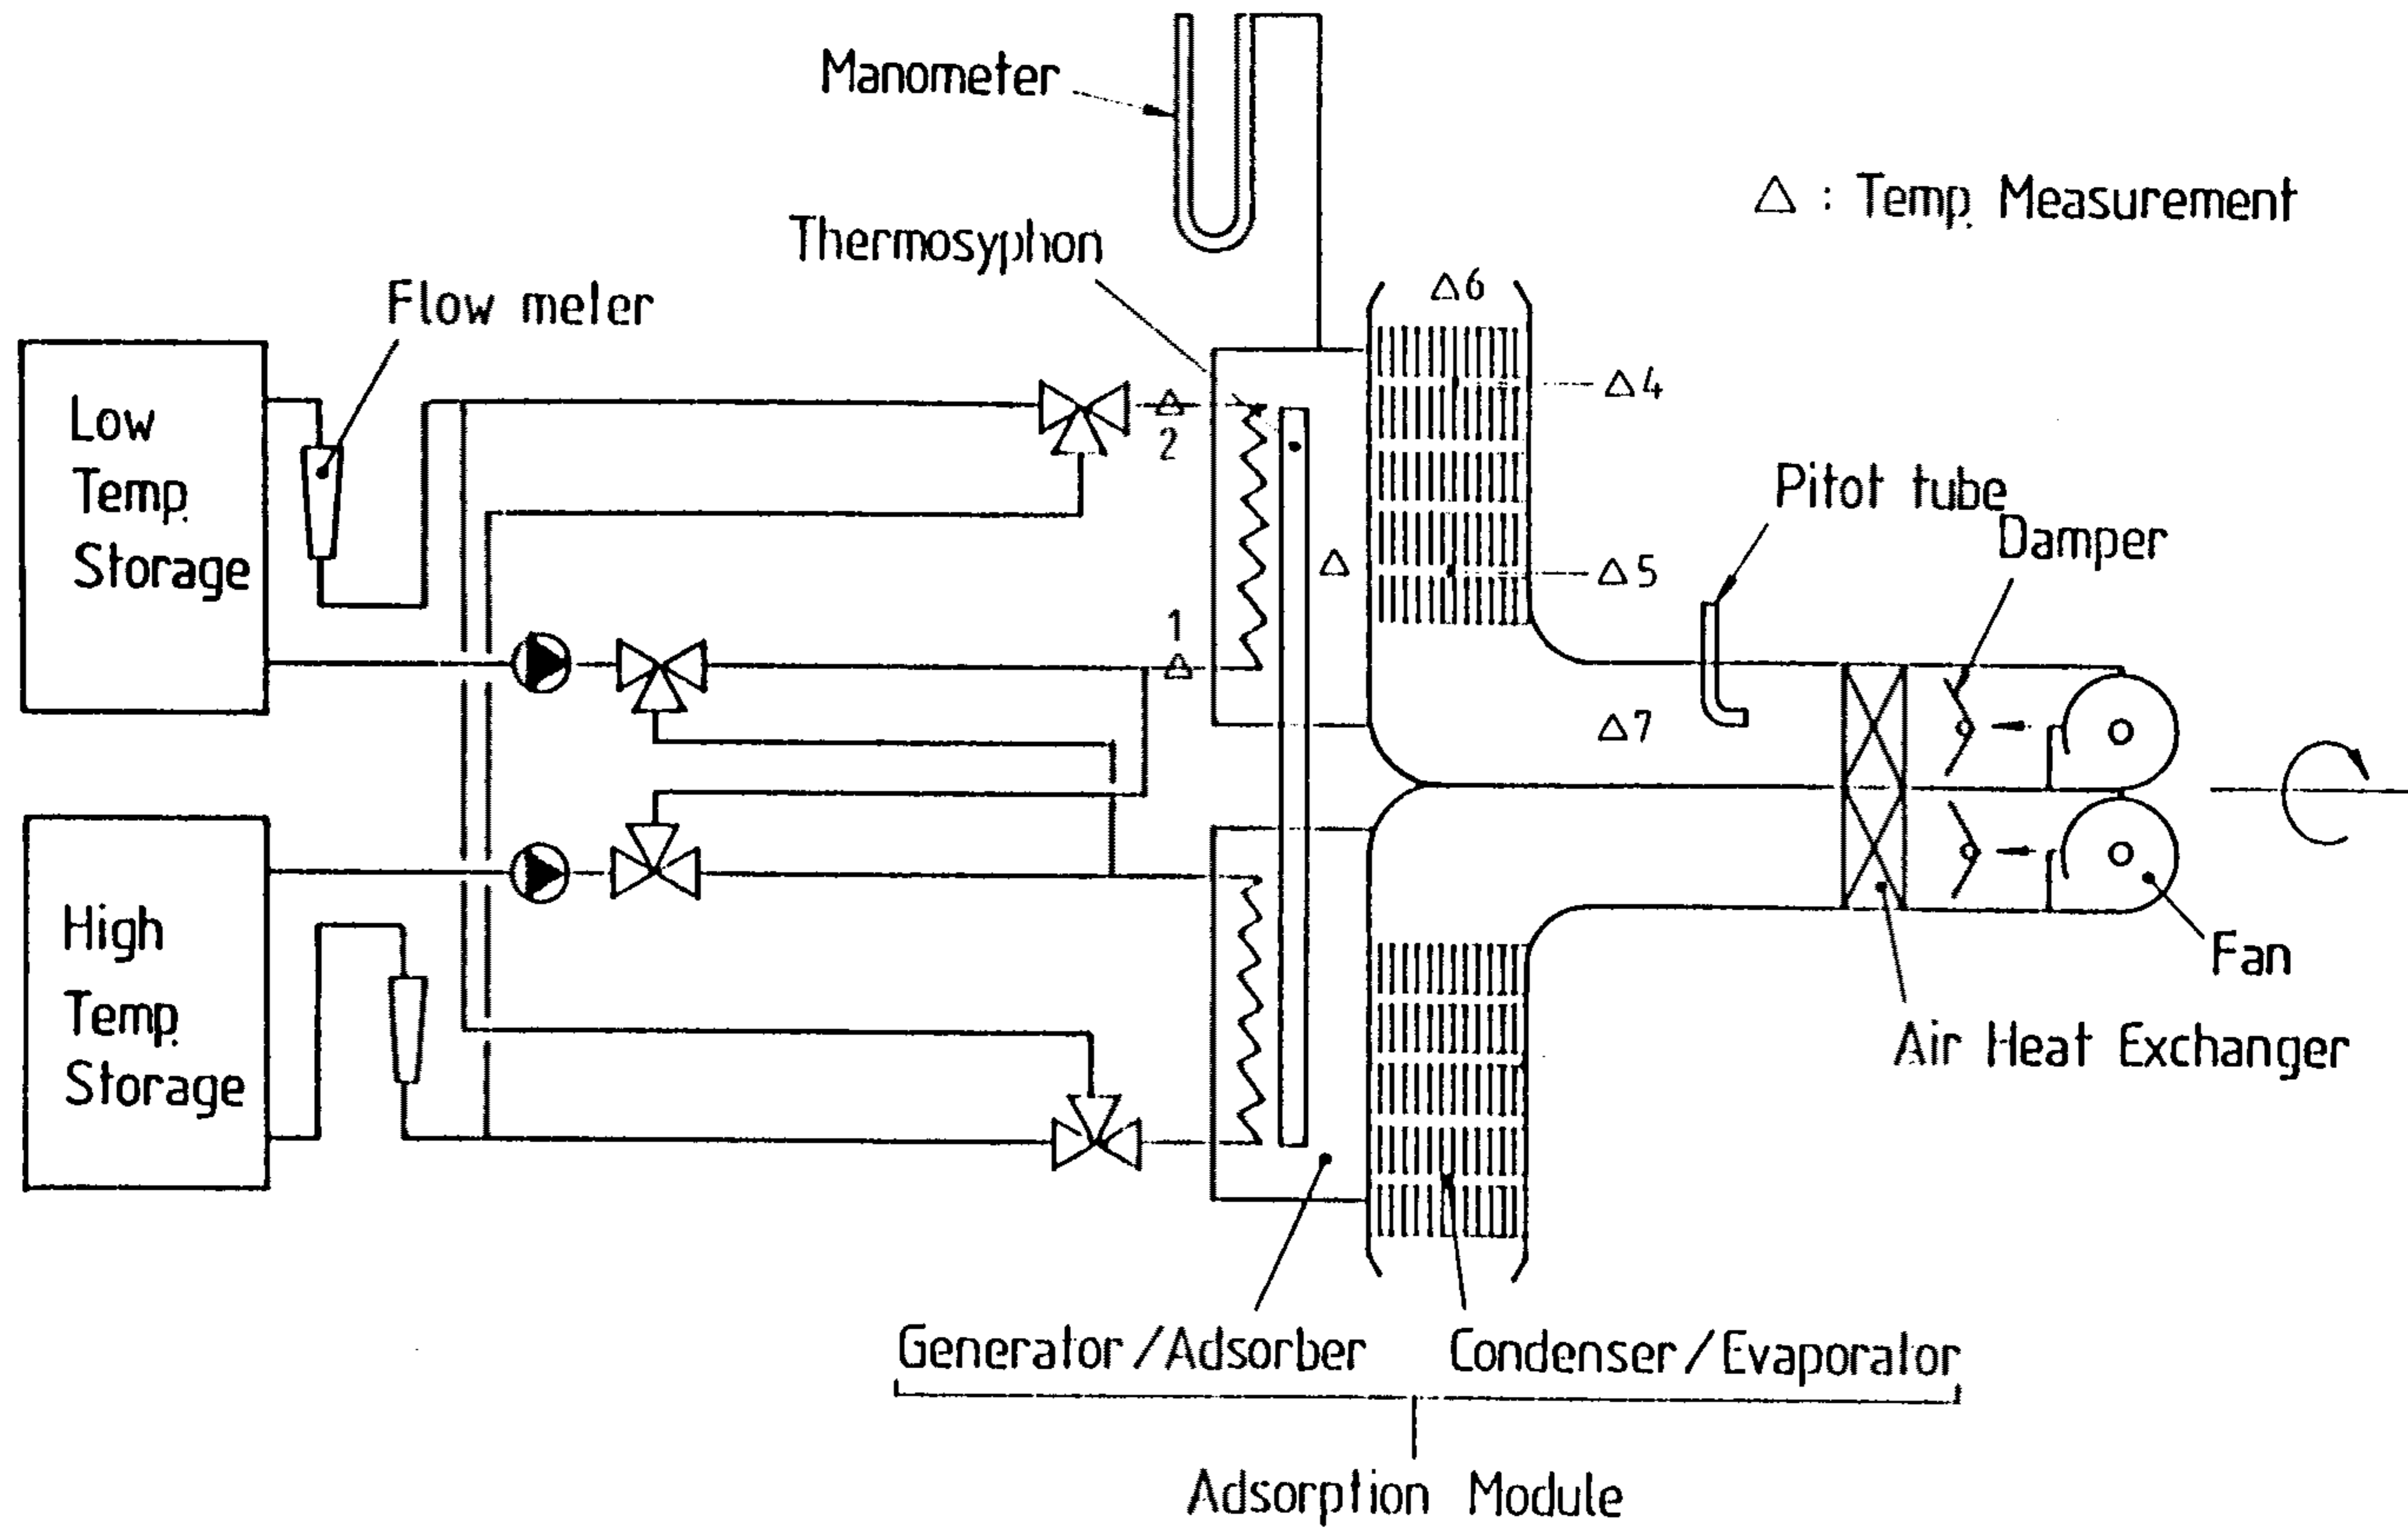 Manometer
△ : Temp. Measurement
Thermosyphon
Flow meter
△6
Low
Temp.
Storage
△4
2
Pitot tube
Damper
△5
1
△7
High
Temp.
Storage
Fan
Air Heat Exchanger
Generator/Adsorber
Condenser/Evaporator
Adsorption Module